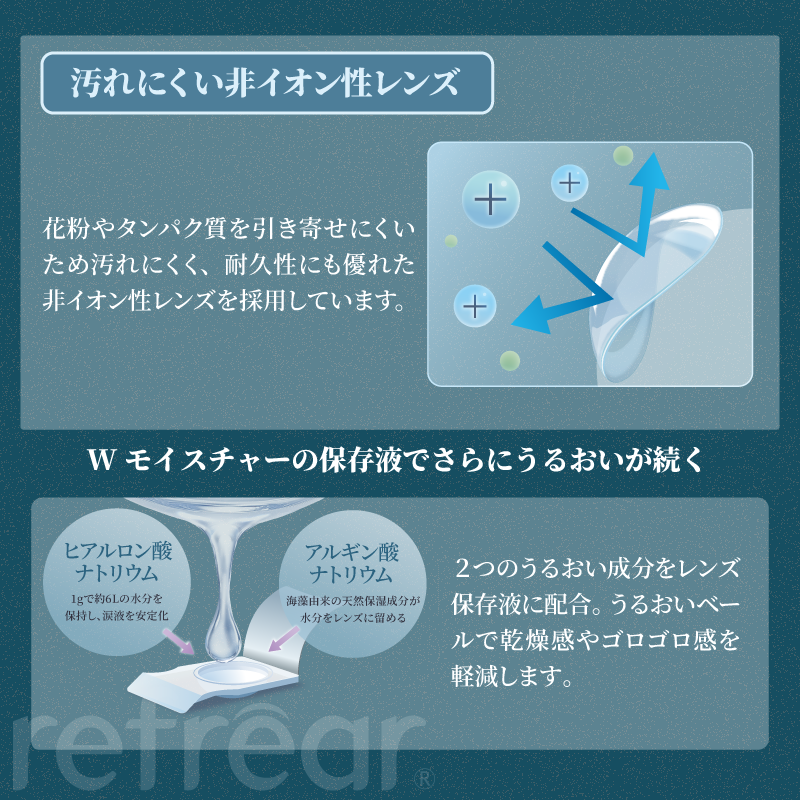 汚れにくい非イオン性レンズ
花粉やタンパク質を引き寄せにくい
ため汚れにくく、耐久性にも優れた
非イオン性レンズを採用しています。
W モイスチャーの保存液でさらにうるおいが続く
ヒアルロン酸
ナトリウム
1gで約6Lの水分を
保持し、涙液を安定化
アルギン酸
ナトリウム
海藻由来の天然保湿成分が
水分をレンズに留める
２つのうるおい成分をレンズ
保存液に配合。うるおいベー
ルで乾燥感やゴロゴロ感を
軽減します。
retrēar®